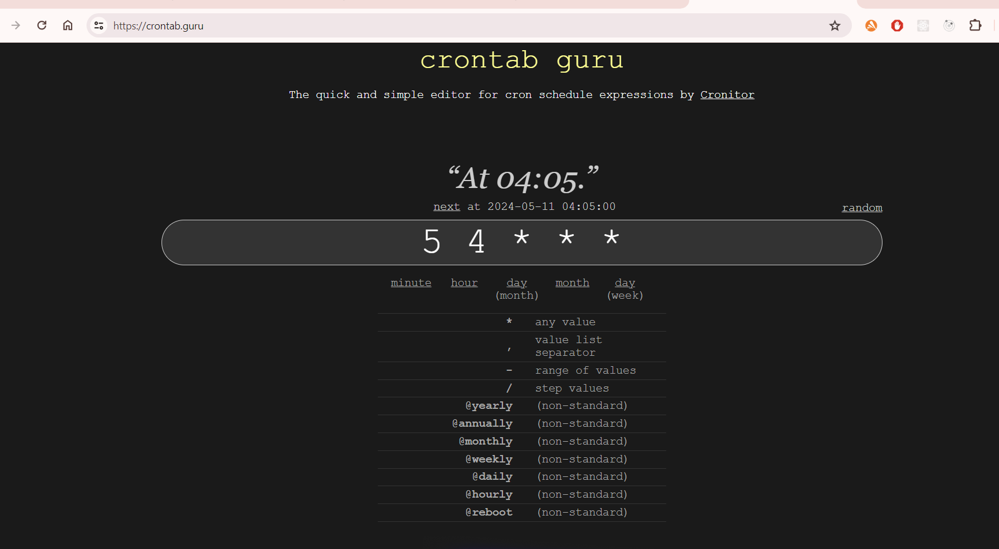 https://crontab.guru
crontab guru
The quick and simple editor for cron schedule expressions by Cronitor
“At 04:05.”
next at 2024-05-11 04:05:00
random
5 4 * * *
minute hour day month day
(month) (week)
* any value
, value list
separator
- range of values
/ step values
@yearly (non-standard)
@annually (non-standard)
@monthly (non-standard)
@weekly (non-standard)
@daily (non-standard)
@hourly (non-standard)
@reboot (non-standard)